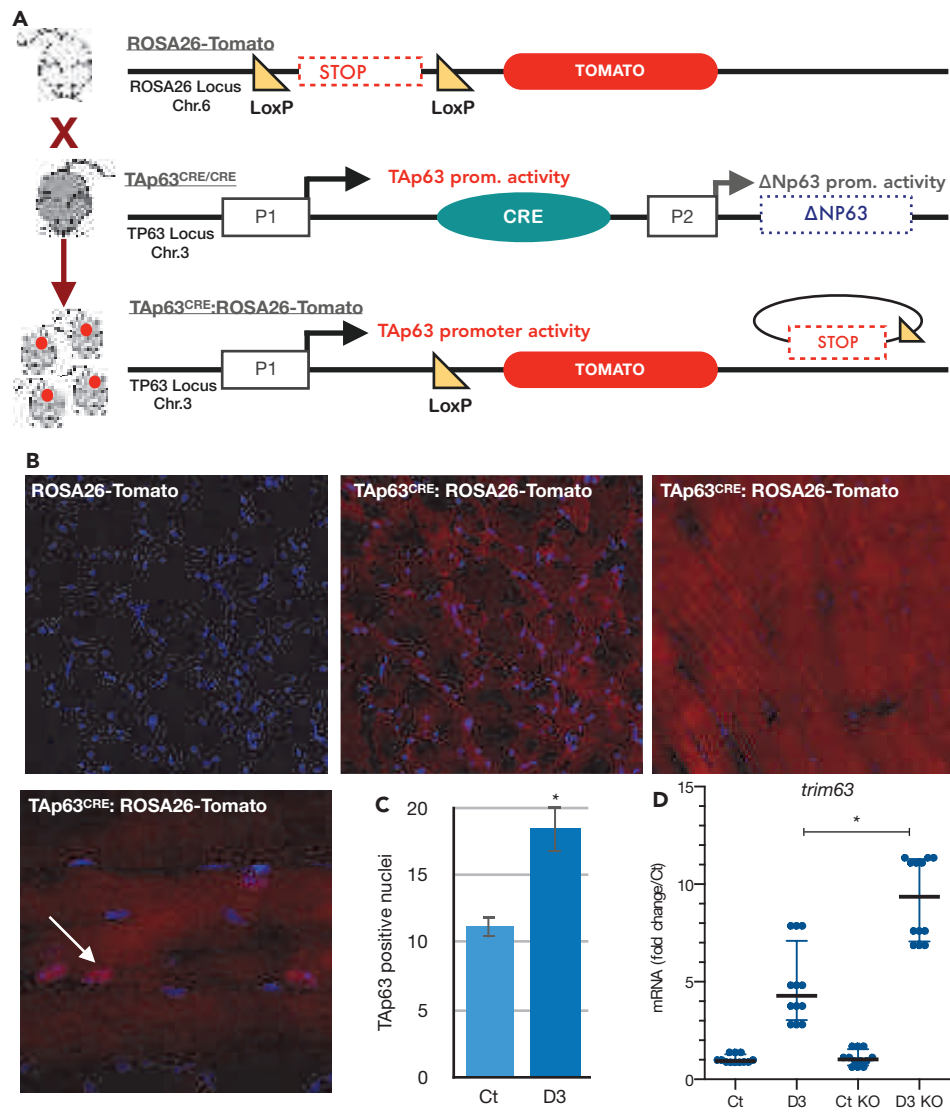 A
ROSA26-Tomato
STOP
TOMATO
ROSA26 Locus
Chr.6
LoxP
LoxP
X
TAp63CRE/CRE
TAp63 prom. activity
ΔNp63 prom. activity
P1
CRE
P2
ΔNP63
TP63 Locus
Chr.3
TAp63CRE:ROSA26-Tomato
TAp63 promoter activity
STOP
P1
TOMATO
TP63 Locus
Chr.3
LoxP
B
ROSA26-Tomato
TAp63CRE: ROSA26-Tomato
TAp63CRE: ROSA26-Tomato
TAp63CRE: ROSA26-Tomato
C
TAp63 positive nuclei
20
15
10
5
0
*
Ct
D3
D
trim63
mRNA (fold change/Ct)
15
10
5
0
*
Ct
D3
Ct KO
D3 KO